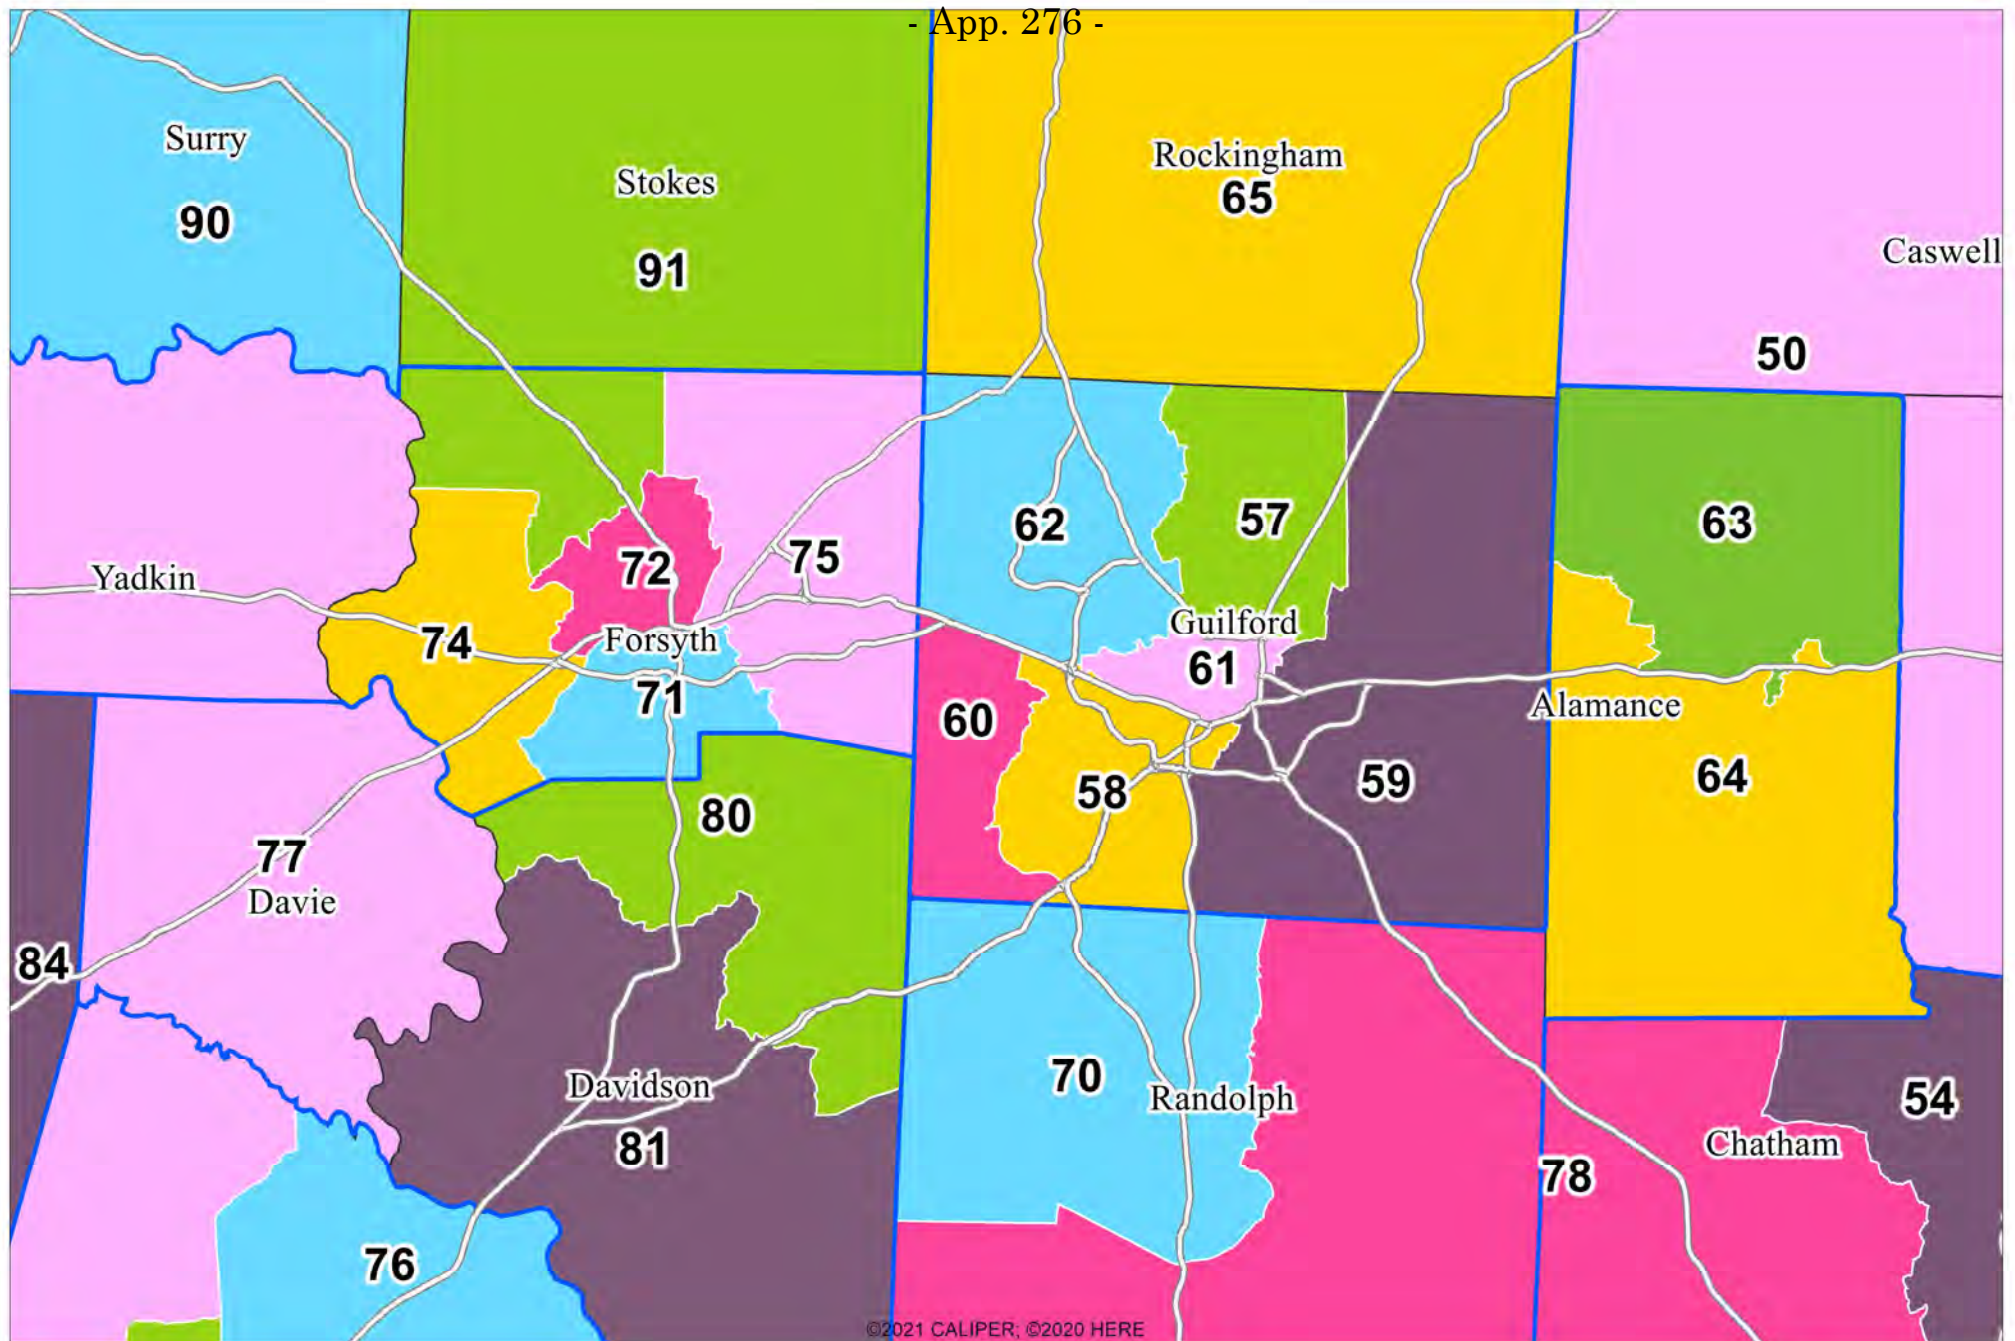 - App. 276 -
Surry
90
Stokes
91
Rockingham
65
Caswell
50
Yadkin
74
72
75
Forsyth
71
62
57
Guilford
61
63
60
58
59
Alamance
64
80
77
Davie
84
Davidson
81
70
Randolph
76
78
Chatham
54
©2021 CALIPER; ©2020 HERE